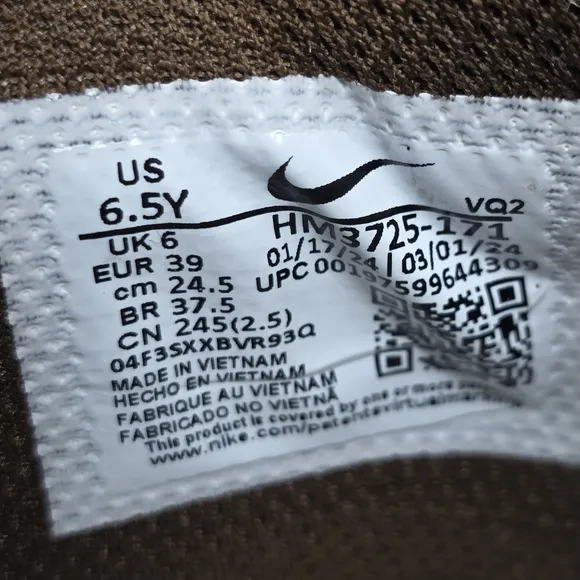 US
6.5Y
VQ2
UK 6
EUR 39
cm 24.5
BR 37.5
CN 245(2.5)
HM3725-171
01/17/24 / 03/01/24
UPC 00197599644309
04F3SXXBVR93Q
MADE IN VIETNAM
HECHO EN VIETNAM
FABRIQUE AU VIETNAM
FABRICADO NO VIETNÃ
This product is covered by one or more
www.nike.com/